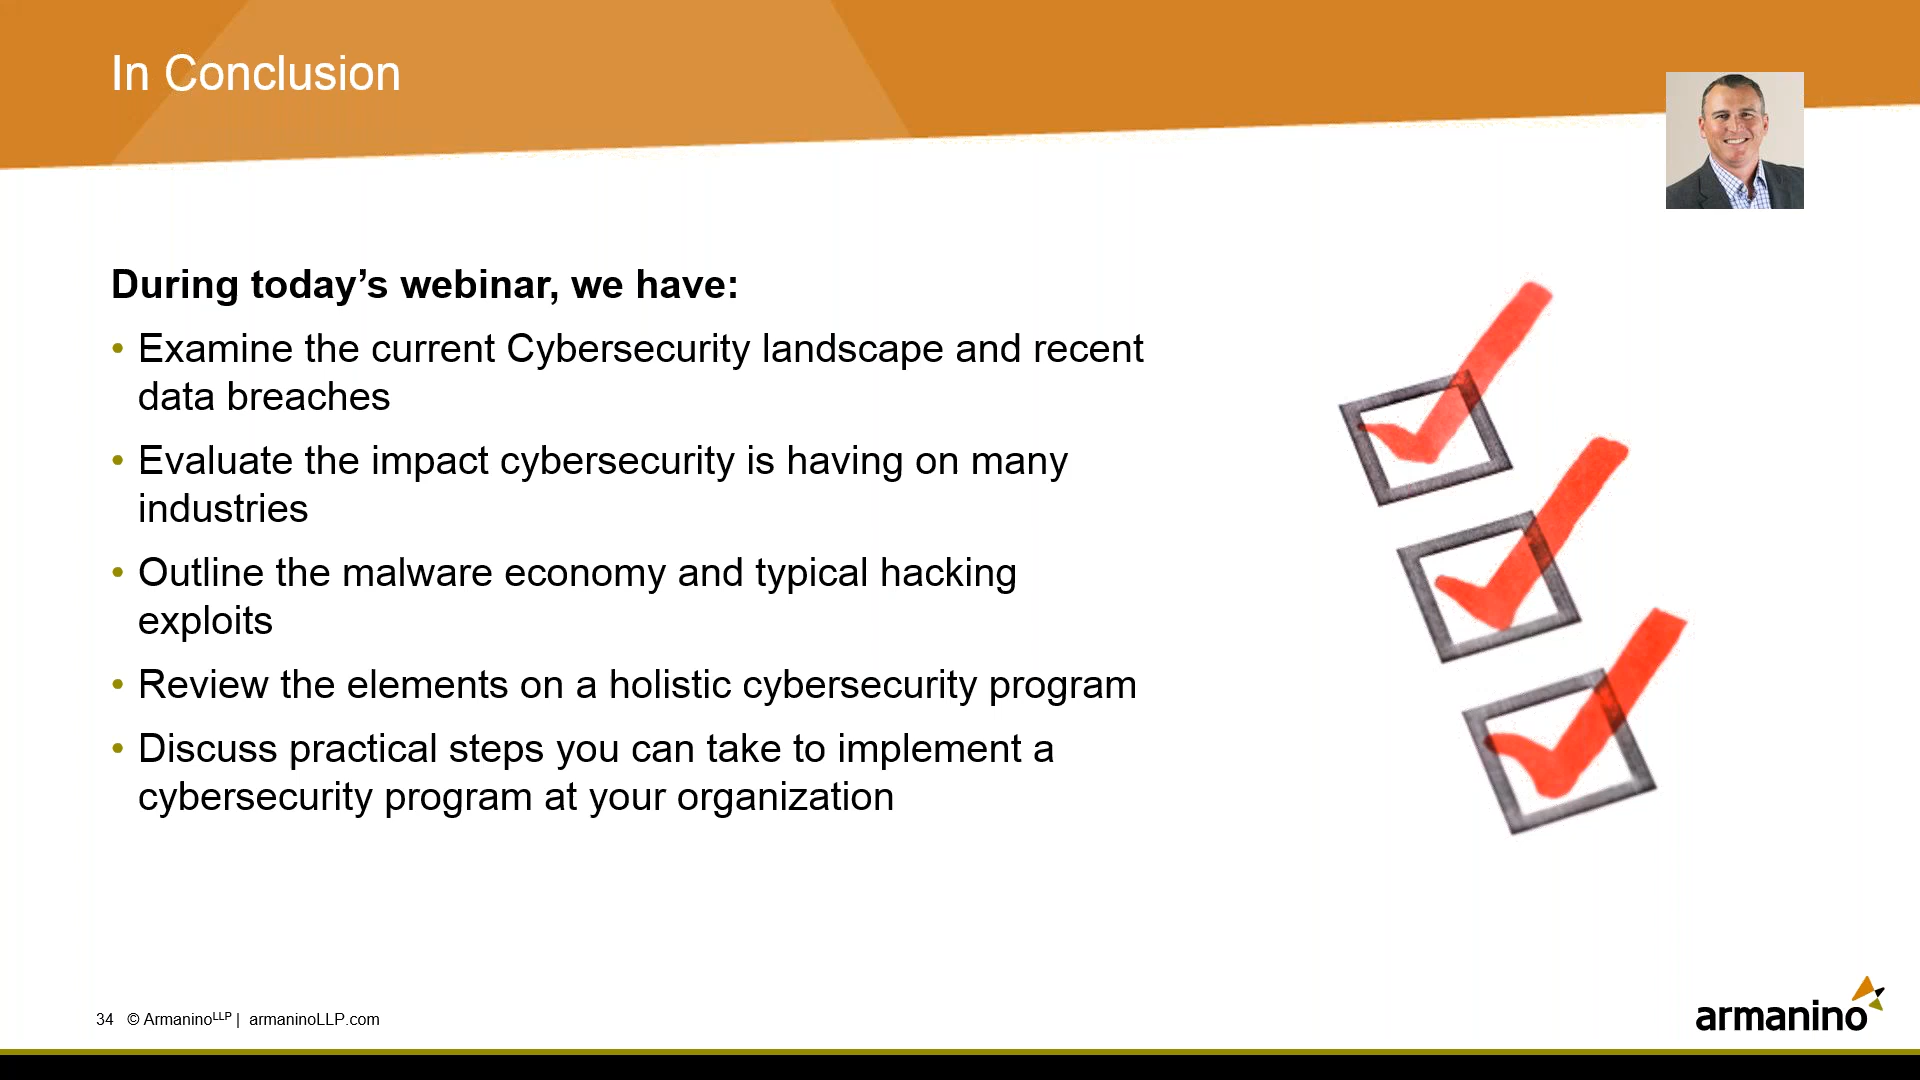 In Conclusion
During today’s webinar, we have:
• Examine the current Cybersecurity landscape and recent
data breaches
• Evaluate the impact cybersecurity is having on many
industries
• Outline the malware economy and typical hacking
exploits
• Review the elements on a holistic cybersecurity program
• Discuss practical steps you can take to implement a
cybersecurity program at your organization
34 © ArmaninoLLP | armaninoLLP.com
armanino